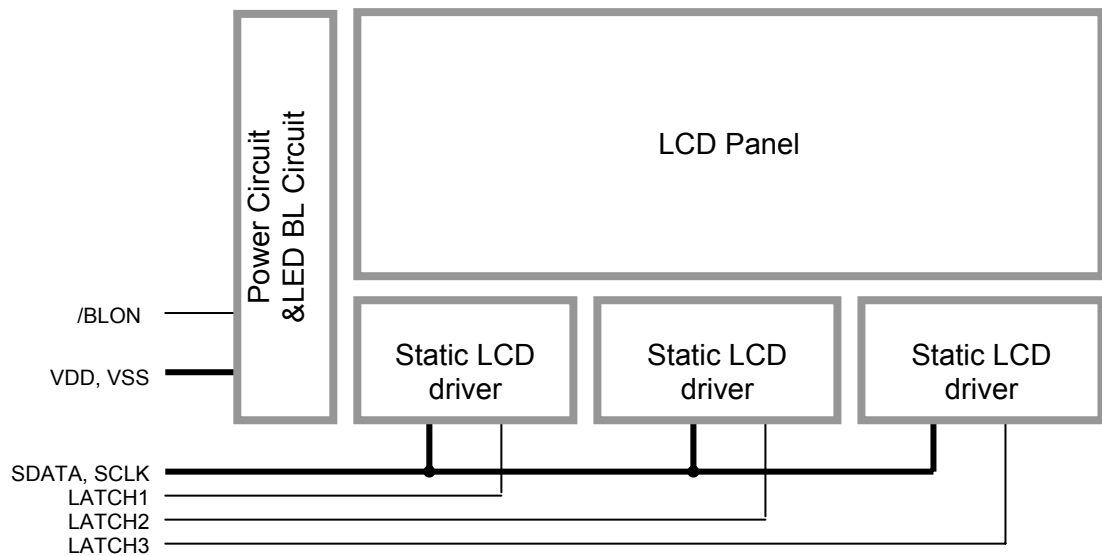 Power Circuit
&LED BL Circuit
LCD Panel
/BLON
VDD, VSS
Static LCD
driver
Static LCD
driver
Static LCD
driver
SDATA, SCLK
LATCH1
LATCH2
LATCH3